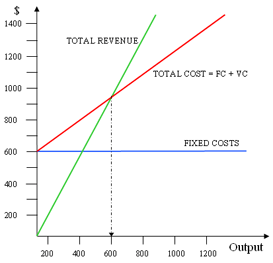 $
1400
TOTAL REVENUE
1200
TOTAL COST = FC + VC
1000
800
FIXED COSTS
600
400
200
200 400 600 800 1000 1200 Output